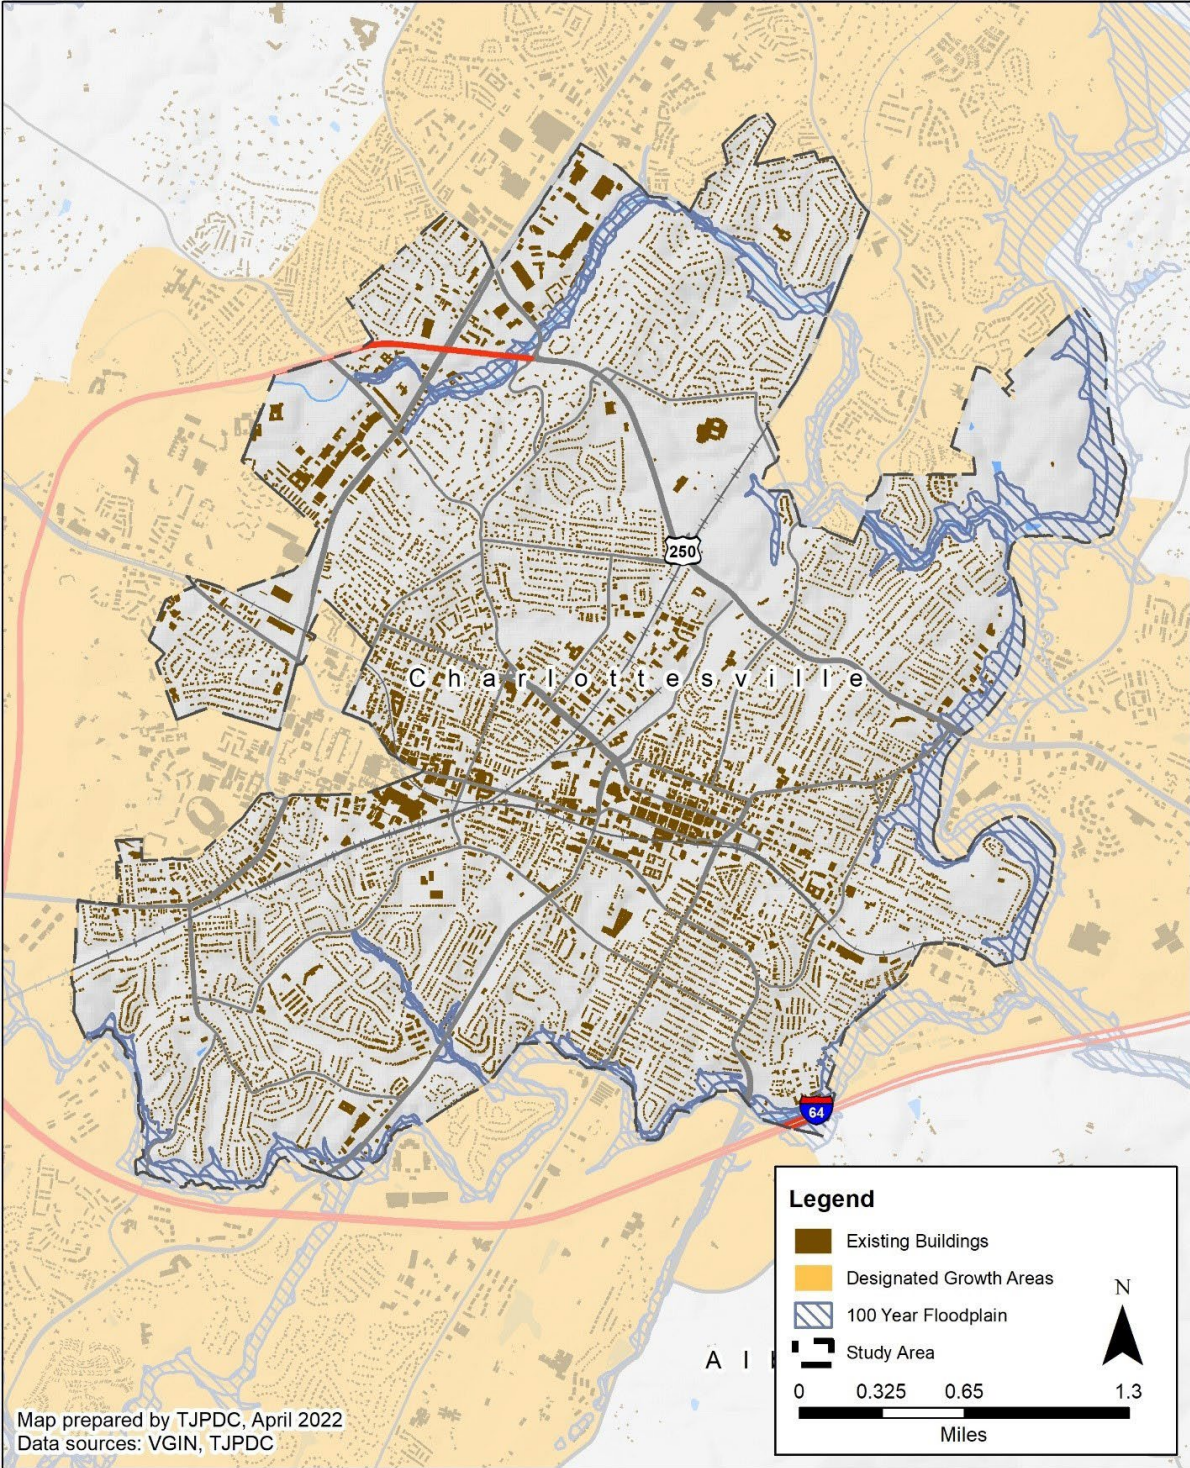 250
Charlottesville
64
Legend
Existing Buildings
Designated Growth Areas
N
100 Year Floodplain
Study Area
Al
0 0.325 0.65 1.3
Miles
Map prepared by TJPDC, April 2022
Data sources: VGIN, TJPDC